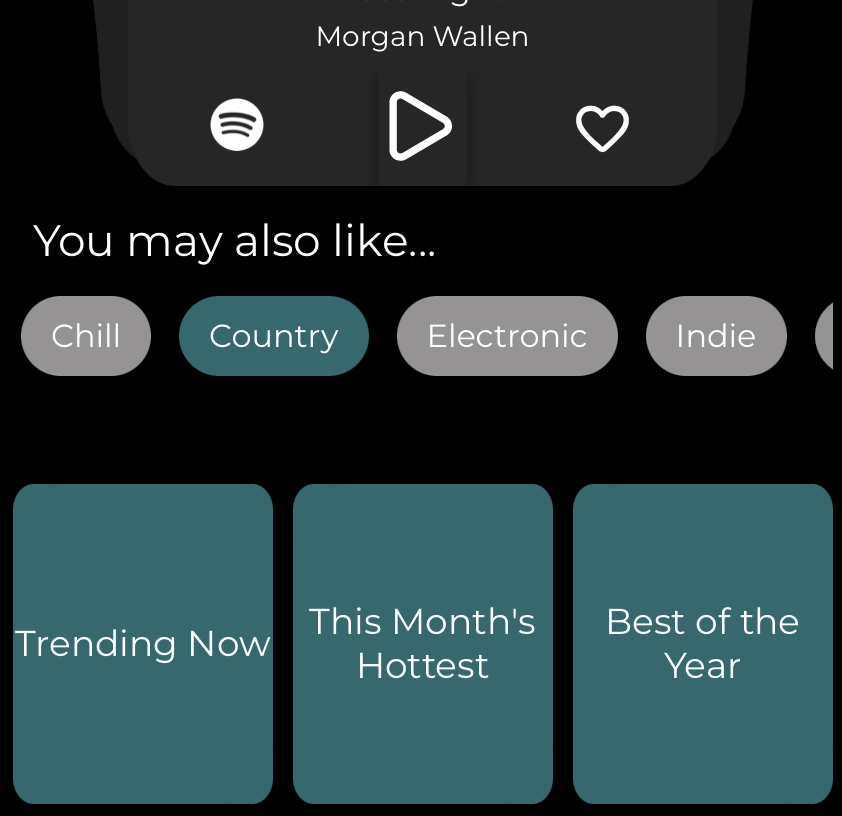 Morgan Wallen
You may also like...
Chill
Country
Electronic
Indie
Trending Now
This Month's
Hottest
Best of the
Year